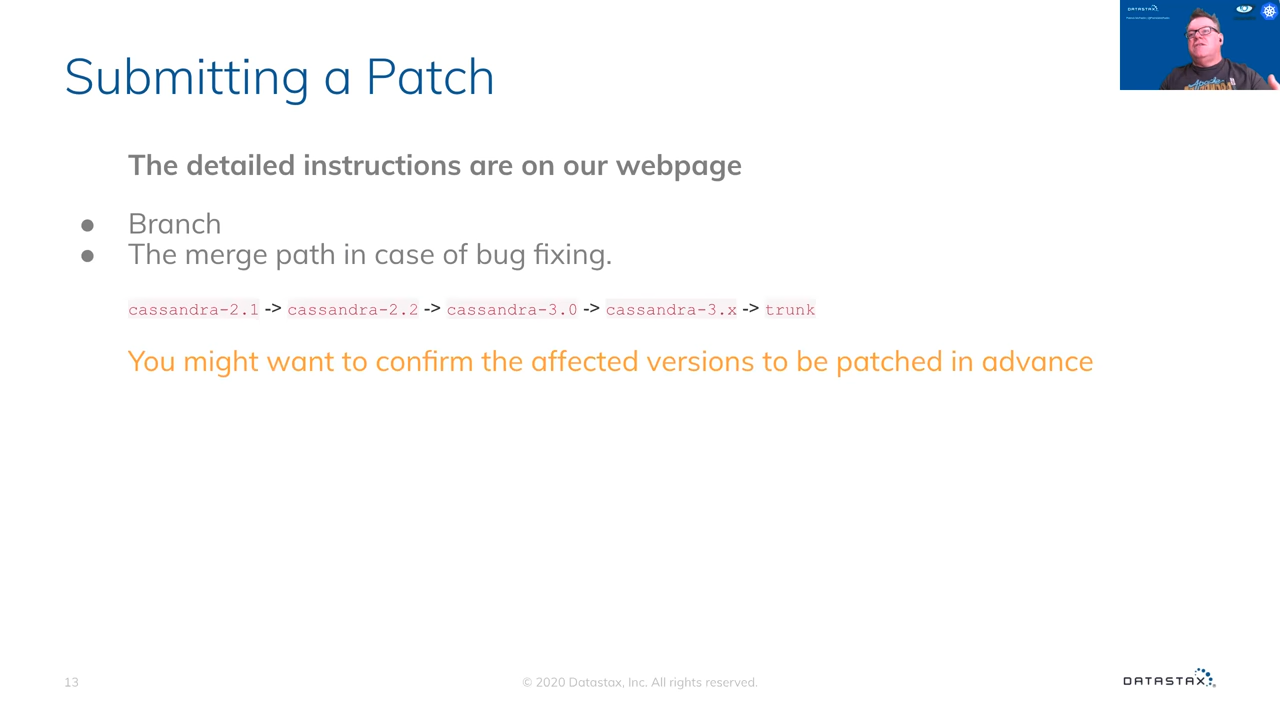 DATASTAX
Submitting a Patch
The detailed instructions are on our webpage
● Branch
● The merge path in case of bug fixing.
cassandra-2.1 -> cassandra-2.2 -> cassandra-3.0 -> cassandra-3.x -> trunk
You might want to confirm the affected versions to be patched in advance
13
© 2020 Datastax, Inc. All rights reserved.
DATASTAX